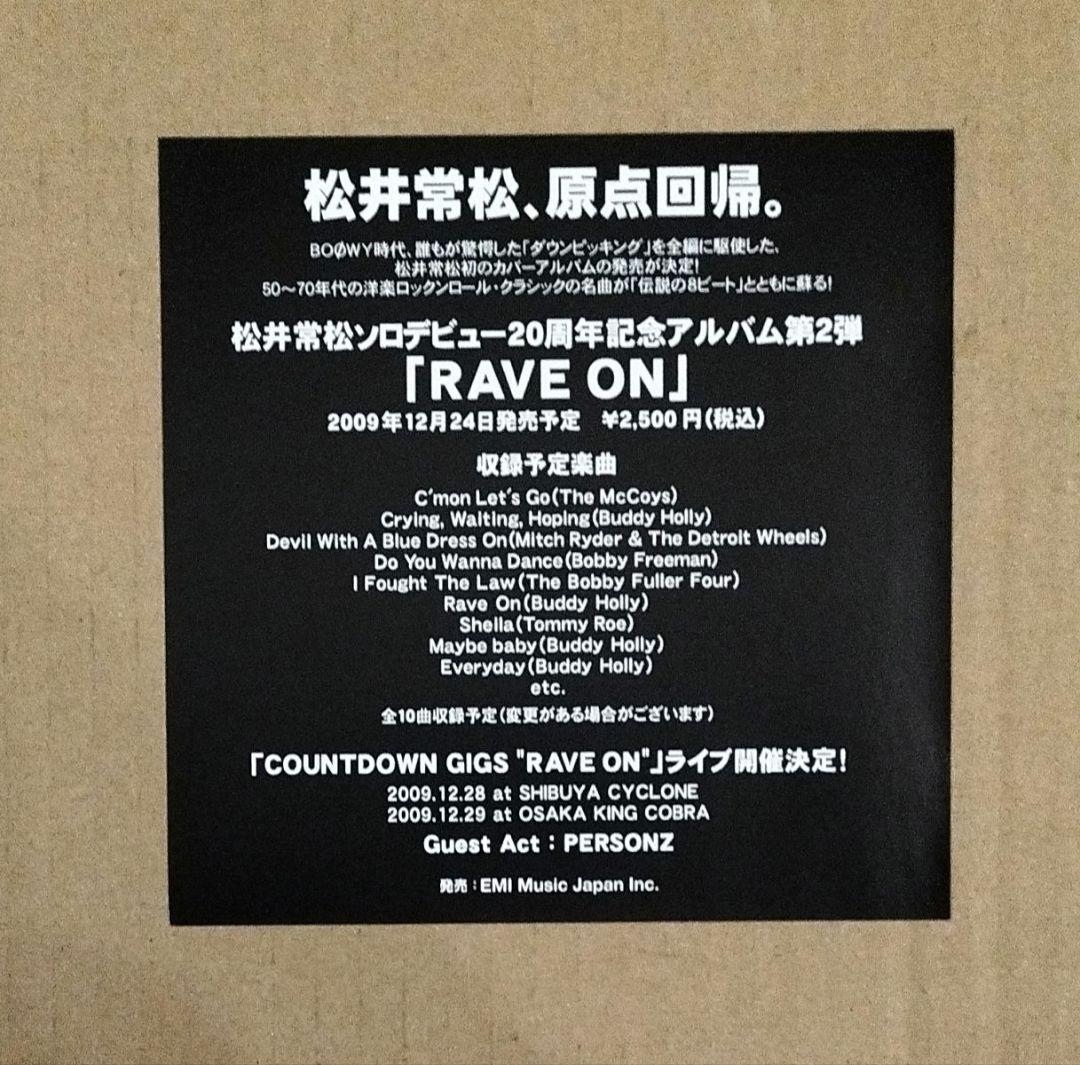 松井常松、原点回帰。
BOØWY時代、誰もが驚愕した「ダウンピッキング」を全編に駆使した、
松井常松初のカバーアルバムの発売が決定!
50〜70年代の洋楽ロックンロール・クラシックの名曲が「伝説の8ビート」とともに蘇る!
松井常松ソロデビュー20周年記念アルバム第2弾
「RAVE ON」
2009年12月24日発売予定 ¥2,500円(税込)
収録予定楽曲
C'mon Let's Go(The McCoys)
Crying, Waiting, Hoping(Buddy Holly)
Devil With A Blue Dress On(Mitch Ryder & The Detroit Wheels)
Do You Wanna Dance(Bobby Freeman)
I Fought The Law(The Bobby Fuller Four)
Rave On(Buddy Holly)
Sheila(Tommy Roe)
Maybe baby(Buddy Holly)
Everyday(Buddy Holly)
etc.
全10曲収録予定(変更がある場合がございます)
「COUNTDOWN GIGS "RAVE ON"」ライブ開催決定!
2009.12.28 at SHIBUYA CYCLONE
2009.12.29 at OSAKA KING COBRA
Guest Act : PERSONZ
発売 : EMI Music Japan Inc.